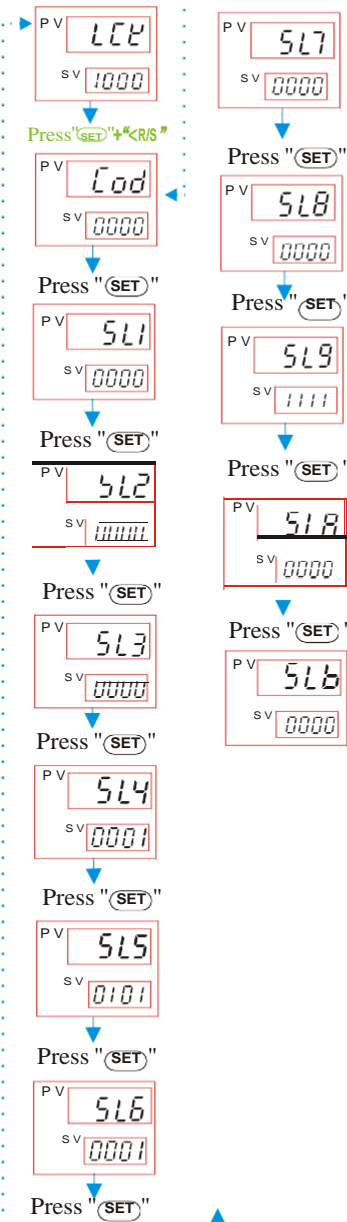 PV LCK
SV 1000
Press"SET"+"<R/S"
PV Cod
SV 0000
Press "SET"
PV SL1
SV 0000
Press "SET"
PV SL2
SV
Press "SET"
PV SL3
SV 0000
Press "SET"
PV SL4
SV 0001
Press "SET"
PV SL5
SV 0101
Press "SET"
PV SL6
SV 0001
Press "SET"
PV SL7
SV 0000
Press "SET"
PV SL8
SV 0000
Press "SET'
PV SL9
SV 1111
Press "SET'
PV SLA
SV 0000
Press "SET'
PV SLb
SV 0000